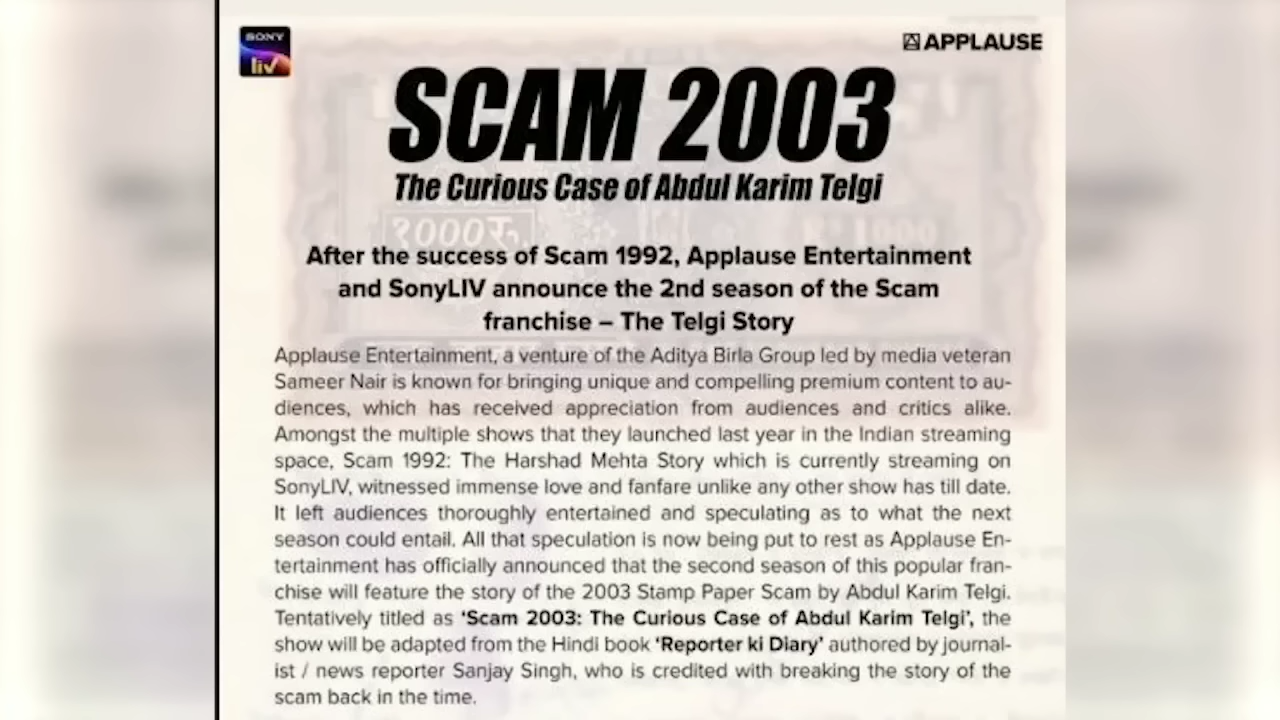 SONY
liv
APPLAUSE
SCAM 2003
The Curious Case of Abdul Karim Telgi
₹1000
After the success of Scam 1992, Applause Entertainment
and SonyLIV announce the 2nd season of the Scam
franchise – The Telgi Story
Applause Entertainment, a venture of the Aditya Birla Group led by media veteran
Sameer Nair is known for bringing unique and compelling premium content to au-
diences, which has received appreciation from audiences and critics alike.
Amongst the multiple shows that they launched last year in the Indian streaming
space, Scam 1992: The Harshad Mehta Story which is currently streaming on
SonyLIV, witnessed immense love and fanfare unlike any other show has till date.
It left audiences thoroughly entertained and speculating as to what the next
season could entail. All that speculation is now being put to rest as Applause En-
tertainment has officially announced that the second season of this popular fran-
chise will feature the story of the 2003 Stamp Paper Scam by Abdul Karim Telgi.
Tentatively titled as ‘Scam 2003: The Curious Case of Abdul Karim Telgi’, the
show will be adapted from the Hindi book ‘Reporter ki Diary’ authored by journal-
ist / news reporter Sanjay Singh, who is credited with breaking the story of the
scam back in the time.